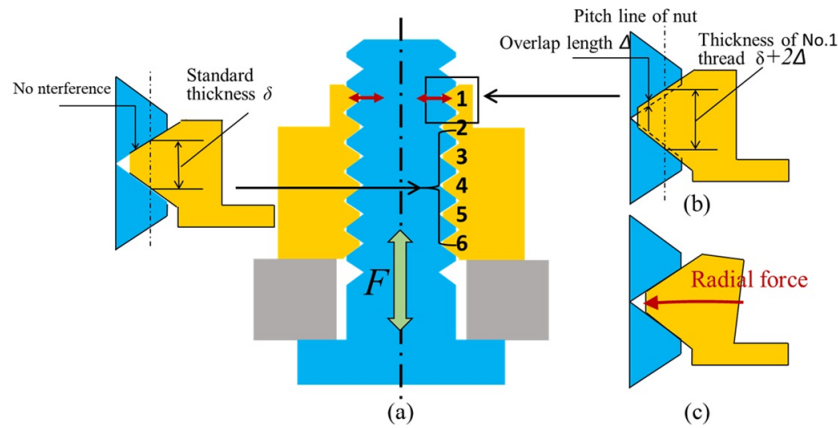 No nterference
Standard
thickness δ
1
2
3
4
5
6
F
(a)
Pitch line of nut
Overlap length Δ
Thickness of No.1
thread δ+2Δ
(b)
Radial force
(c)